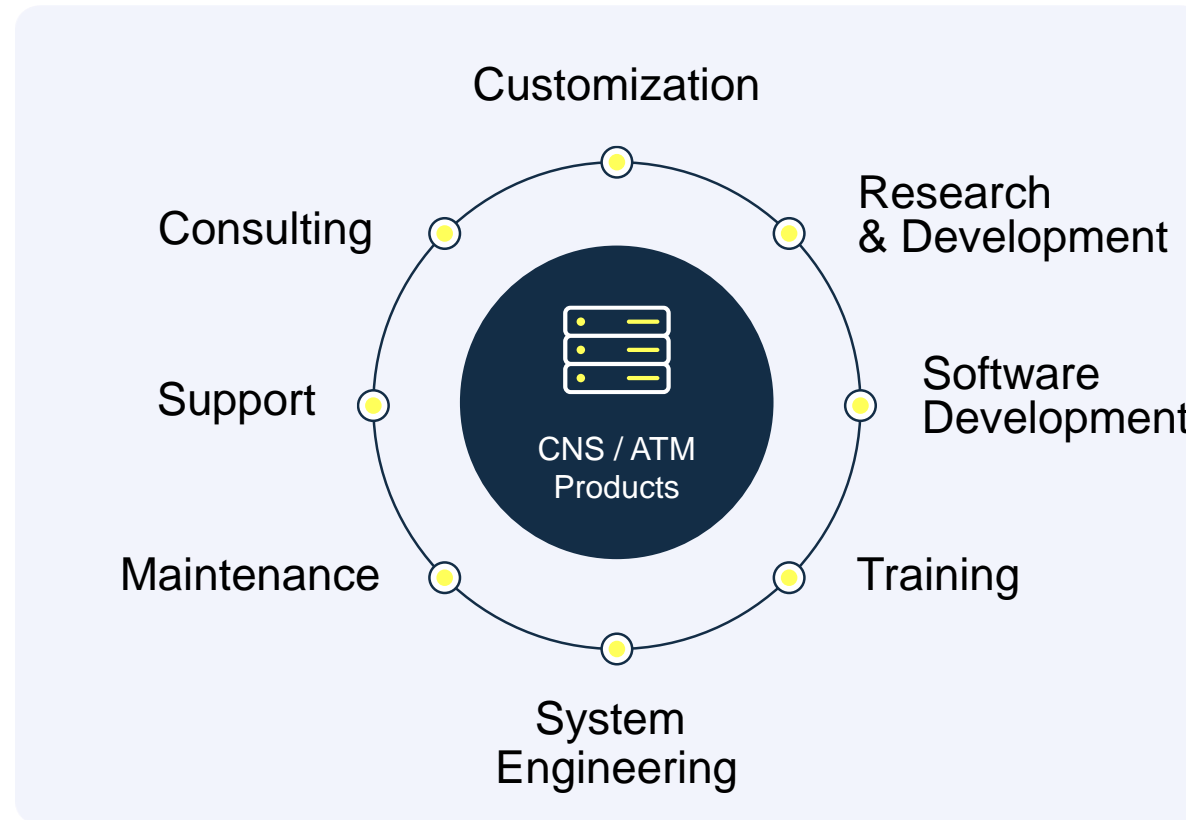 Customization
Research
& Development
Consulting
Software
Development
Support
CNS / ATM
Products
Maintenance
Training
System
Engineering